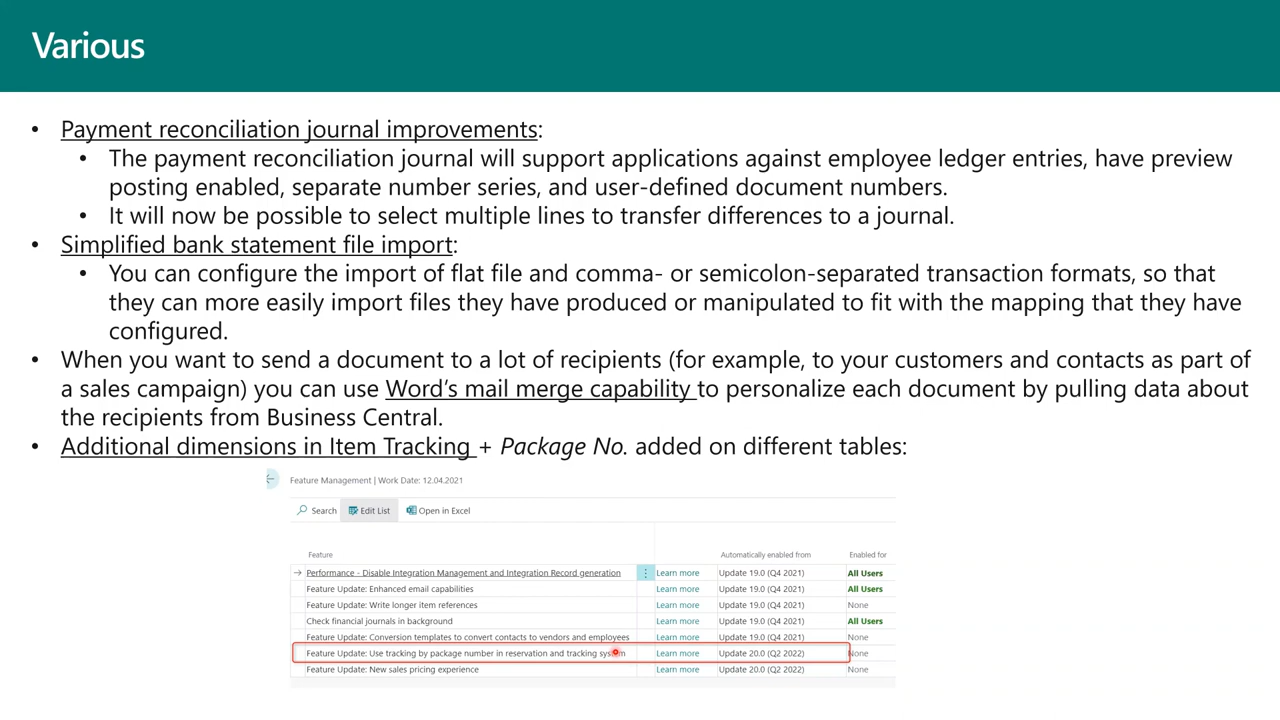 Various
• Payment reconciliation journal improvements:
• The payment reconciliation journal will support applications against employee ledger entries, have preview
posting enabled, separate number series, and user-defined document numbers.
• It will now be possible to select multiple lines to transfer differences to a journal.
• Simplified bank statement file import:
• You can configure the import of flat file and comma- or semicolon-separated transaction formats, so that
they can more easily import files they have produced or manipulated to fit with the mapping that they have
configured.
• When you want to send a document to a lot of recipients (for example, to your customers and contacts as part of
a sales campaign) you can use Word's mail merge capability to personalize each document by pulling data about
the recipients from Business Central.
• Additional dimensions in Item Tracking + Package No. added on different tables:
Feature Management | Work Date: 12.04.2021
Search Edit List Open in Excel
Feature Automatically enabled from Enabled for
Performance - Disable Integration Management and Integration Record generation Learn more Update 19.0 (Q4 2021) All Users
Feature Update: Enhanced email capabilities Learn more Update 19.0 (Q4 2021) All Users
Feature Update: Write longer item references Learn more Update 19.0 (Q4 2021) None
Check financial journals in background Learn more Update 19.0 (Q4 2021) All Users
Feature Update: Conversion templates to convert contacts to vendors and employees Learn more Update 19.0 (Q4 2021) None
Feature Update: Use tracking by package number in reservation and tracking system Learn more Update 20.0 (Q2 2022) None
Feature Update: New sales pricing experience Learn more Update 20.0 (Q2 2022) None